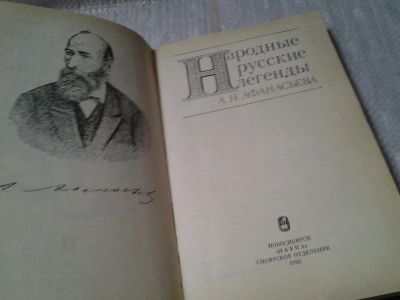 Народные
русские
легенды
А. Н. АФАНАСЬЕВА
НОВОСИБИРСК
«НАУКА»
СИБИРСКОЕ ОТДЕЛЕНИЕ
1990